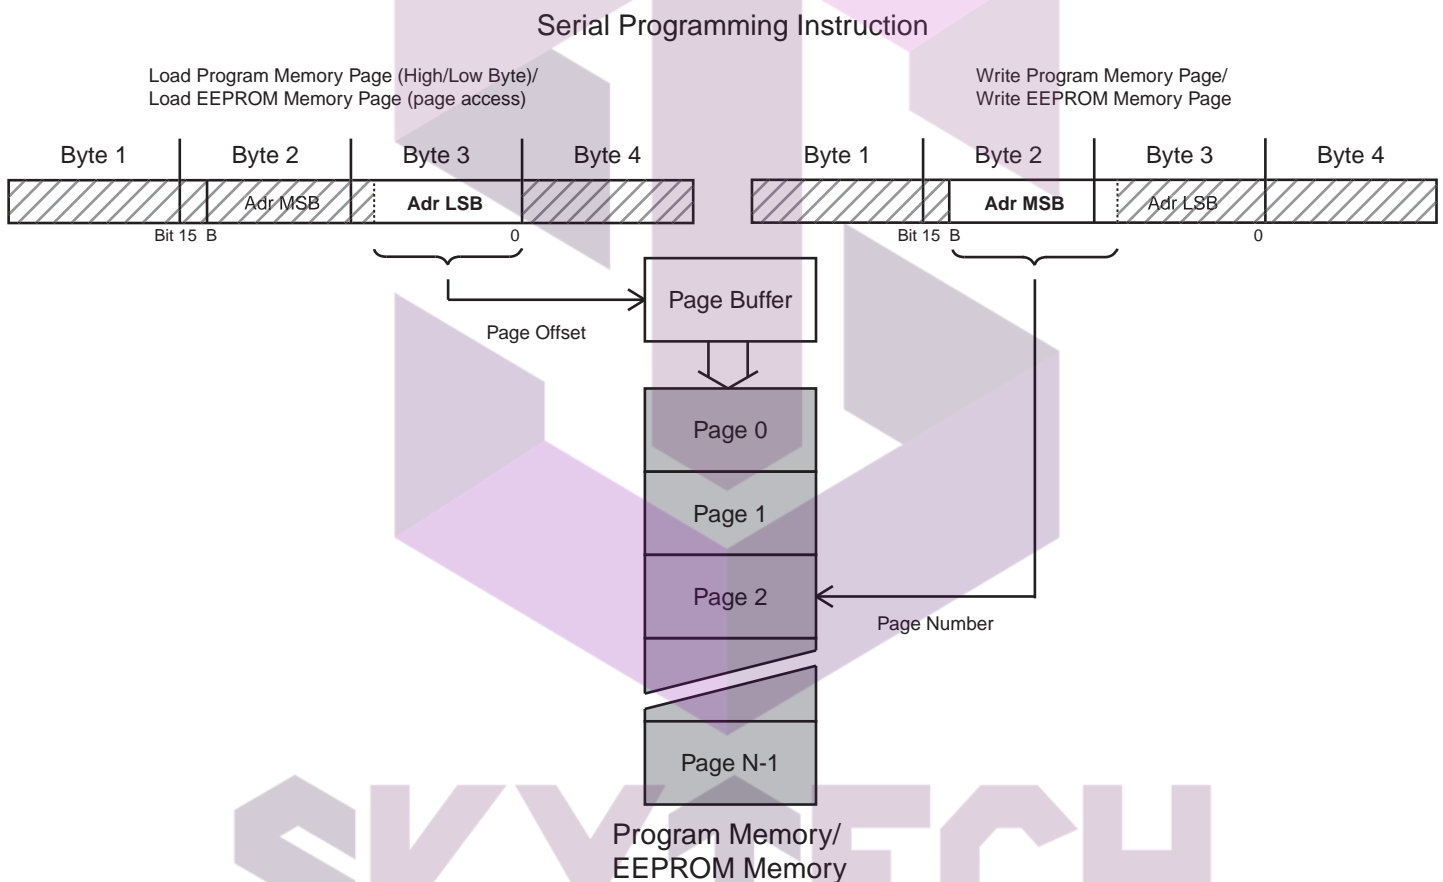 Serial Programming Instruction
Load Program Memory Page (High/Low Byte)/
Load EEPROM Memory Page (page access)
Write Program Memory Page/
Write EEPROM Memory Page
Byte 1 Byte 2 Byte 3 Byte 4
Adr MSB Adr LSB
Bit 15 B 0
Byte 1 Byte 2 Byte 3 Byte 4
Adr MSB Adr LSB
Bit 15 B 0
Page Buffer
Page Offset
Page 0
Page 1
Page 2
Page Number
Page N-1
Program Memory/
EEPROM Memory
SKYTECH